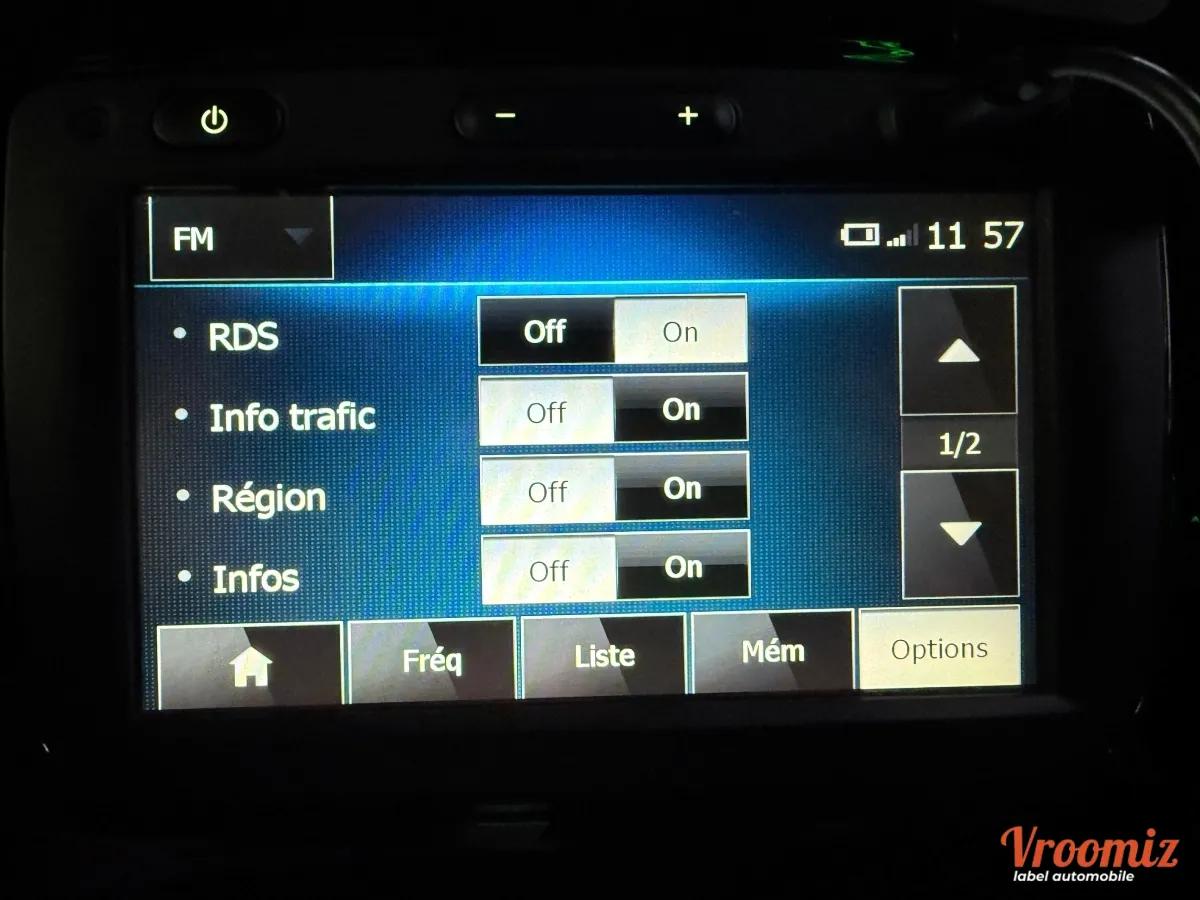 FM
11 57
RDS Off On
Info trafic Off On
Région Off On
Infos Off On
1/2
Fréq Liste Mém Options
Vroomiz
label automobile